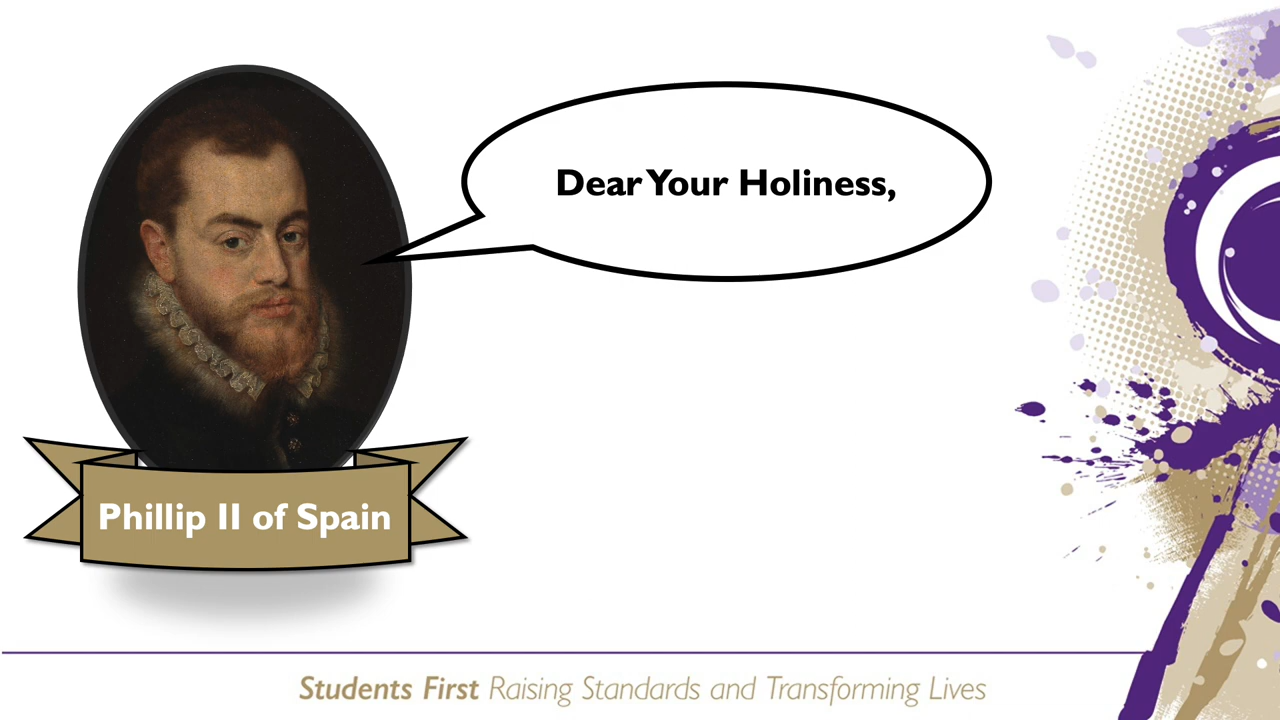 Dear Your Holiness,
Phillip II of Spain
Students First Raising Standards and Transforming Lives